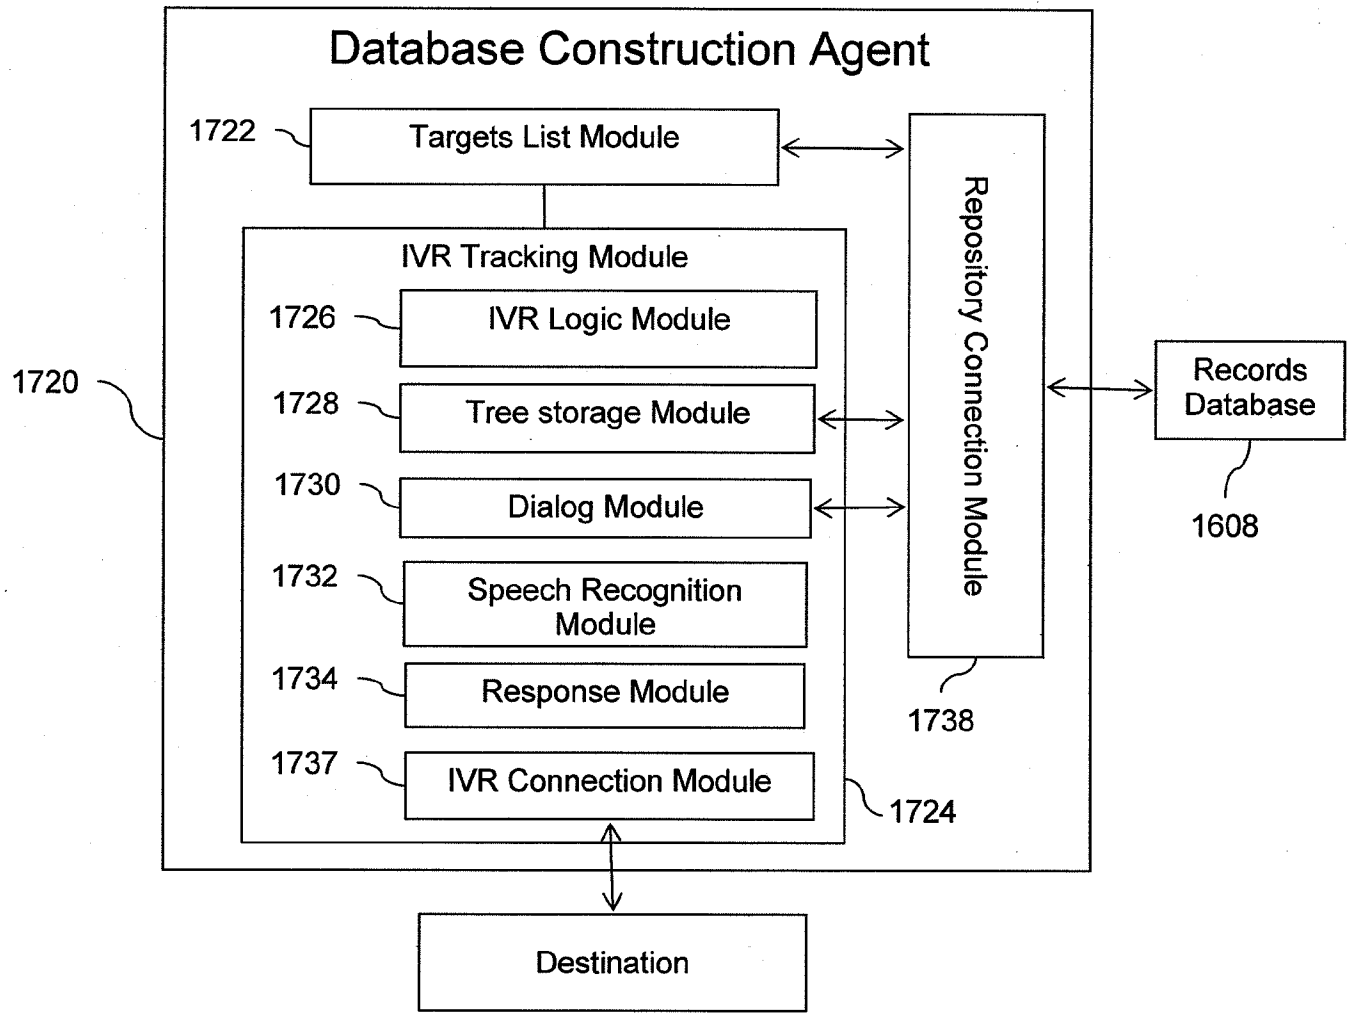 Database Construction Agent
1722
Targets List Module
IVR Tracking Module
1726
IVR Logic Module
1720
1728
Tree storage Module
1730
Dialog Module
1732
Speech Recognition
Module
1734
Response Module
1737
IVR Connection Module
1724
Repository Connection Module
1738
Records
Database
1608
Destination